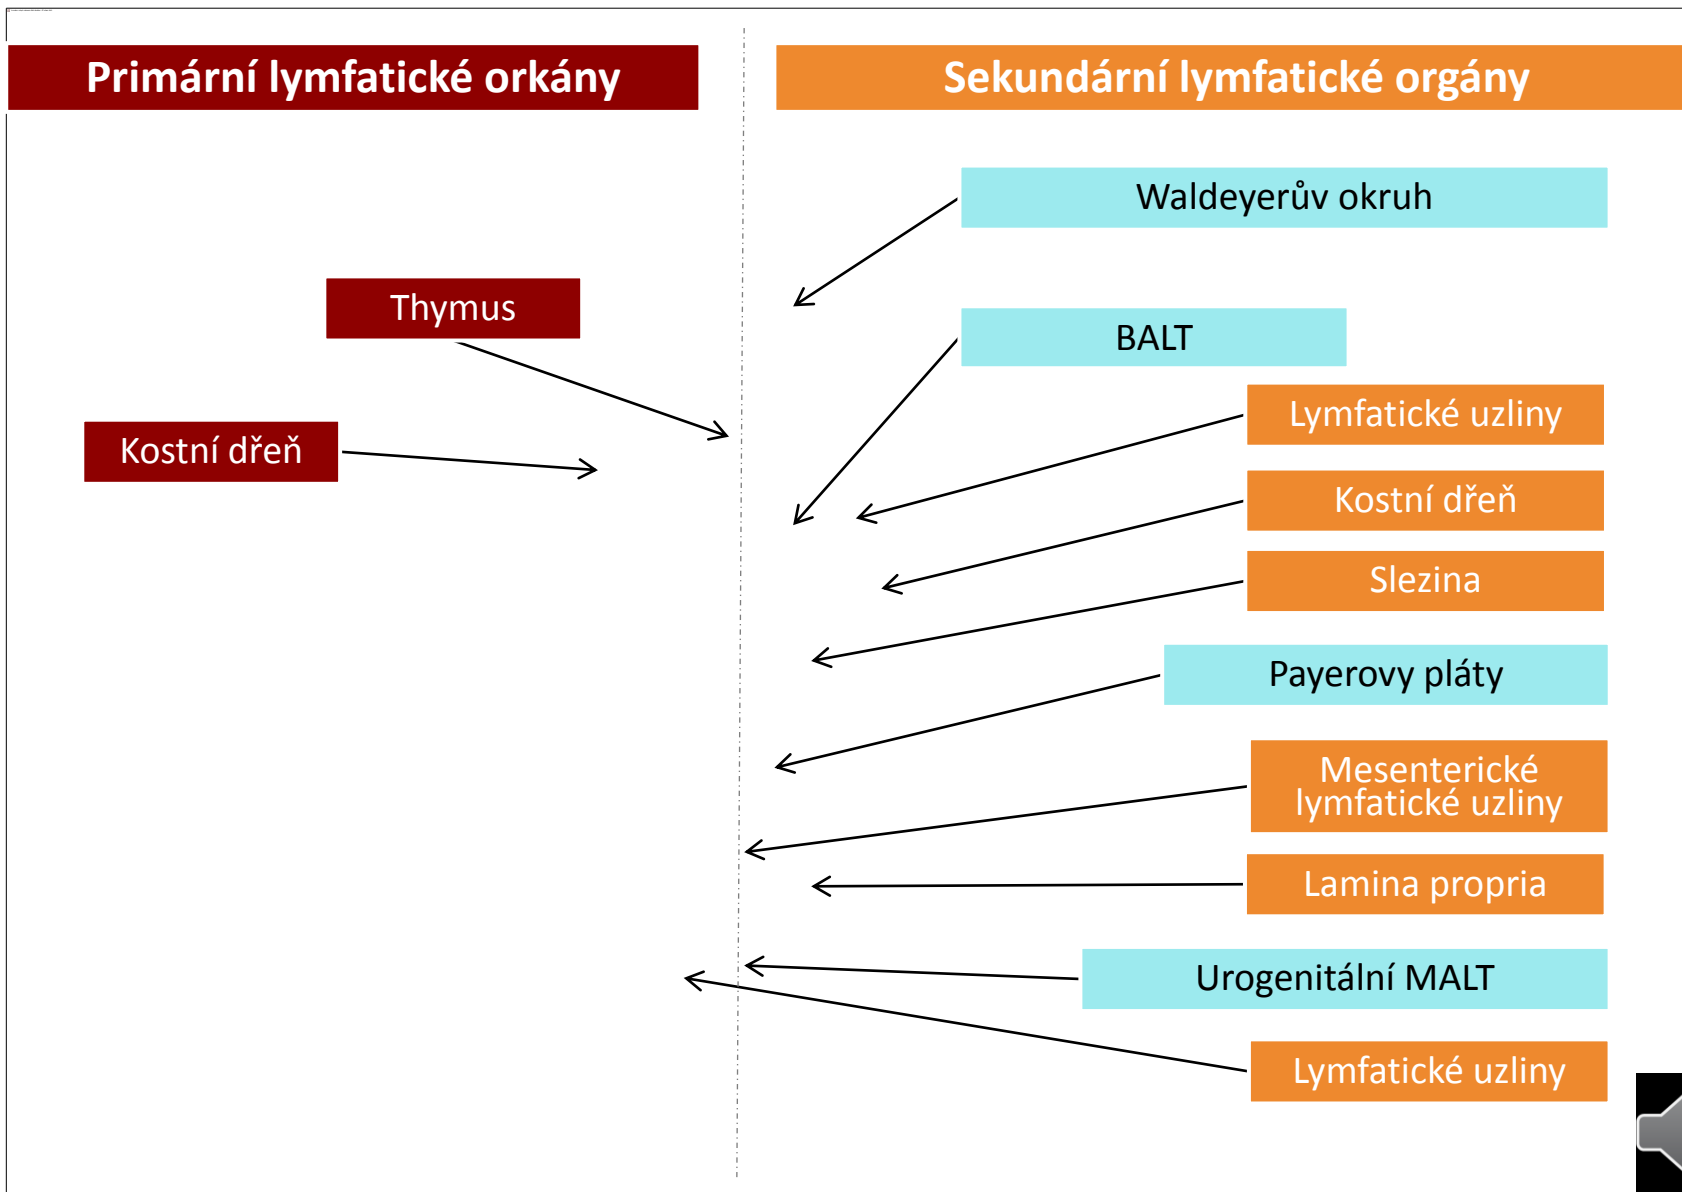 Primární lymfatické orkány
Sekundární lymfatické orgány
Waldeyerův okruh
Thymus
BALT
Lymfatické uzliny
Kostní dřeň
Kostní dřeň
Slezina
Payerovy pláty
Mesenterické
lymfatické uzliny
Lamina propria
Urogenitální MALT
Lymfatické uzliny